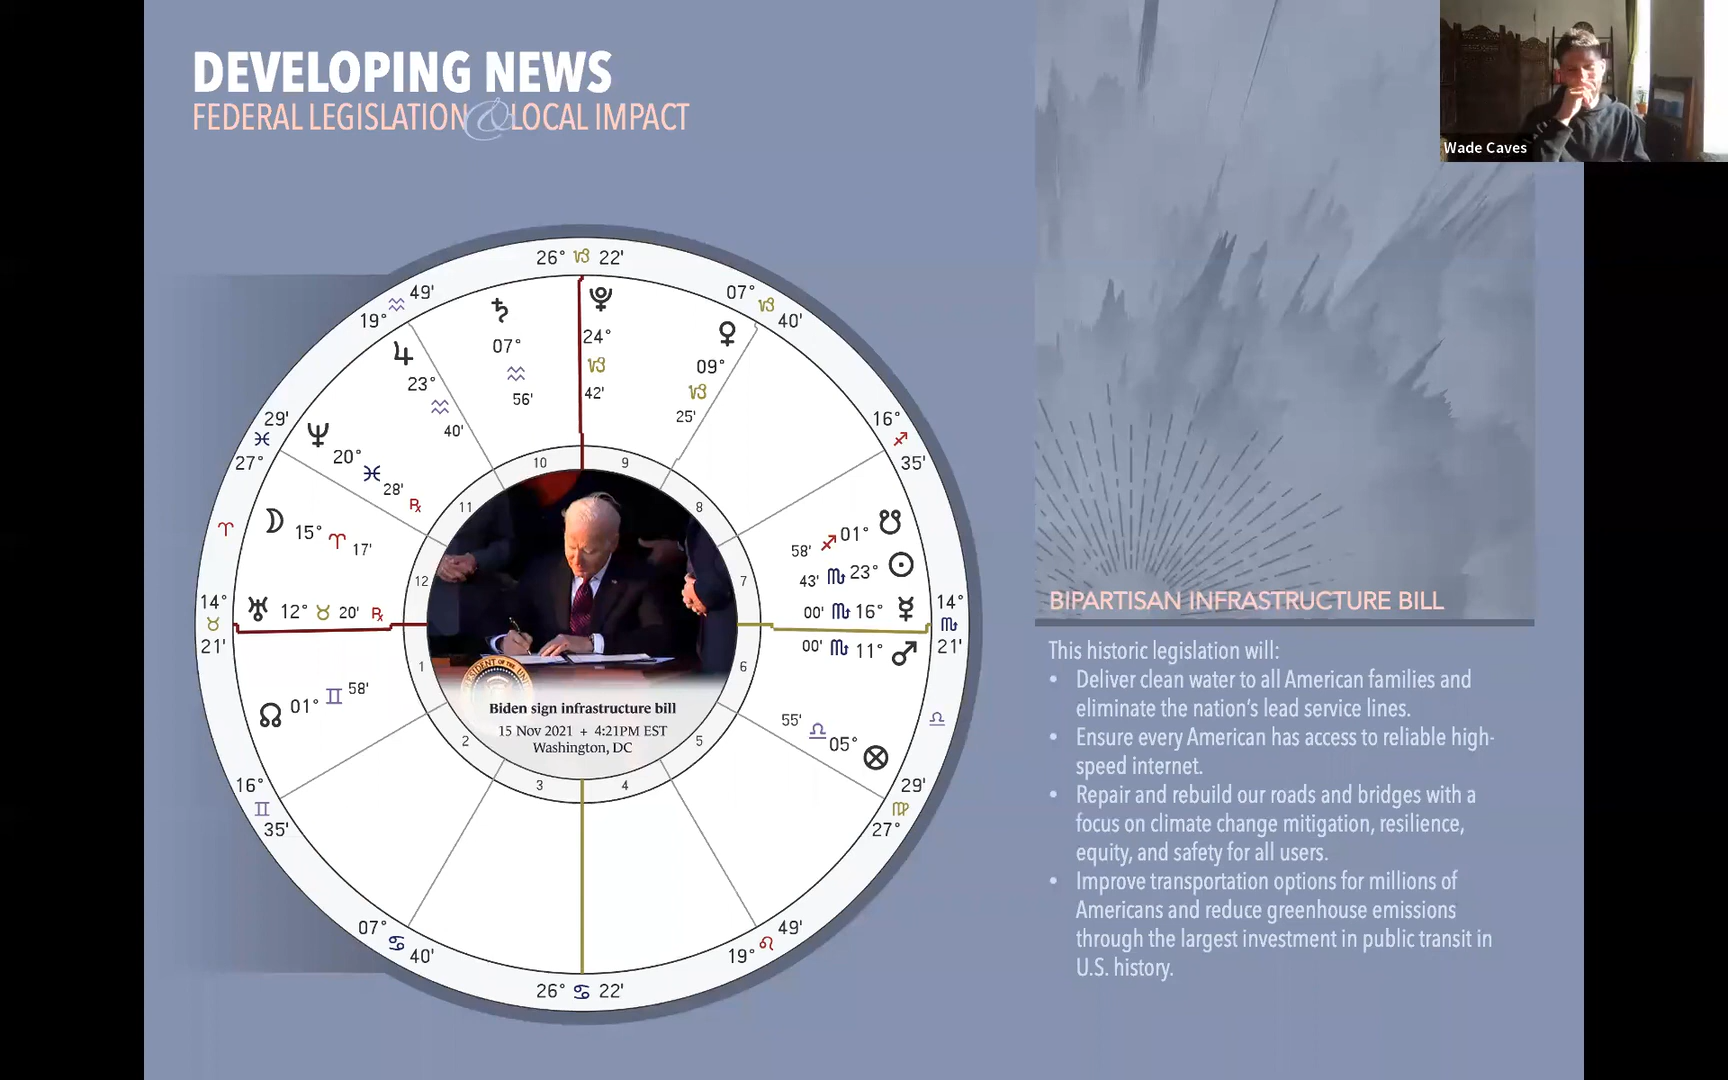 DEVELOPING NEWS
FEDERAL LEGISLATION & LOCAL IMPACT
Wade Caves
26° ♑ 22'
07° ♑ 40'
16° ♐ 35'
14° ♏ 21'
♎
29' ♍ 27°
19° ♌ 49'
26° ♋ 22'
07° ♋ 40'
16° ♊ 35'
14° ♉ 21'
♈
29' ♓ 27°
19° ♒ 49'
♄ 07° ♒ 56'
♇ 24° ♑ 42'
♀ 09° ♑ 25'
♃ 23° ♒ 40'
♆ 20° ♓ 28' ℞
☽ 15° ♈ 17'
♅ 12° ♉ 20' ℞
☊ 01° ♊ 58'
58' ♐ 01° ☋
43' ♏ 23° ☉
00' ♏ 16° ☿
00' ♏ 11° ♂
55' ♎ 05° ⊗
10
9
8
7
6
5
4
3
2
1
12
11
PRESIDENT OF THE UNI
Biden sign infrastructure bill
15 Nov 2021 + 4:21PM EST
Washington, DC
BIPARTISAN INFRASTRUCTURE BILL
This historic legislation will:
• Deliver clean water to all American families and
eliminate the nation's lead service lines.
• Ensure every American has access to reliable high-
speed internet.
• Repair and rebuild our roads and bridges with a
focus on climate change mitigation, resilience,
equity, and safety for all users.
• Improve transportation options for millions of
Americans and reduce greenhouse emissions
through the largest investment in public transit in
U.S. history.